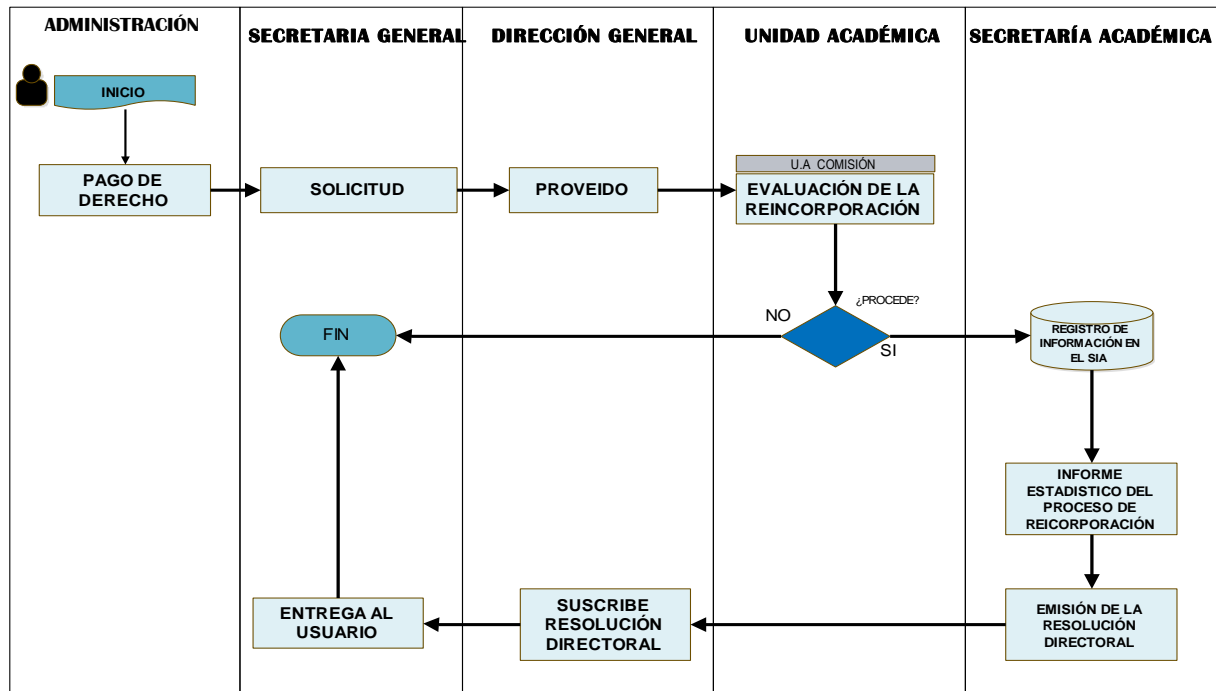 ADMINISTRACIÓN
SECRETARIA GENERAL
DIRECCIÓN GENERAL
UNIDAD ACADÉMICA
SECRETARÍA ACADÉMICA
INICIO
PAGO DE
DERECHO
SOLICITUD
PROVEIDO
U.A COMISIÓN
EVALUACIÓN DE LA
REINCORPORACIÓN
¿PROCEDE?
NO
SI
FIN
REGISTRO DE
INFORMACIÓN EN
EL SIA
INFORME
ESTADISTICO DEL
PROCESO DE
REICORPORACIÓN
EMISIÓN DE LA
RESOLUCIÓN
DIRECTORAL
SUSCRIBE
RESOLUCIÓN
DIRECTORAL
ENTREGA AL
USUARIO